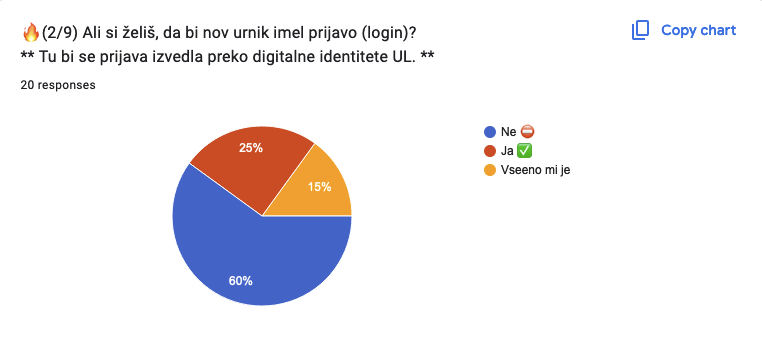 🔥(2/9) Ali si želiš, da bi nov urnik imel prijavo (login)?
** Tu bi se prijava izvedla preko digitalne identitete UL. **
Copy chart
20 responses
25%
15%
60%
Ne ⛔
Ja ✅
Vseeno mi je